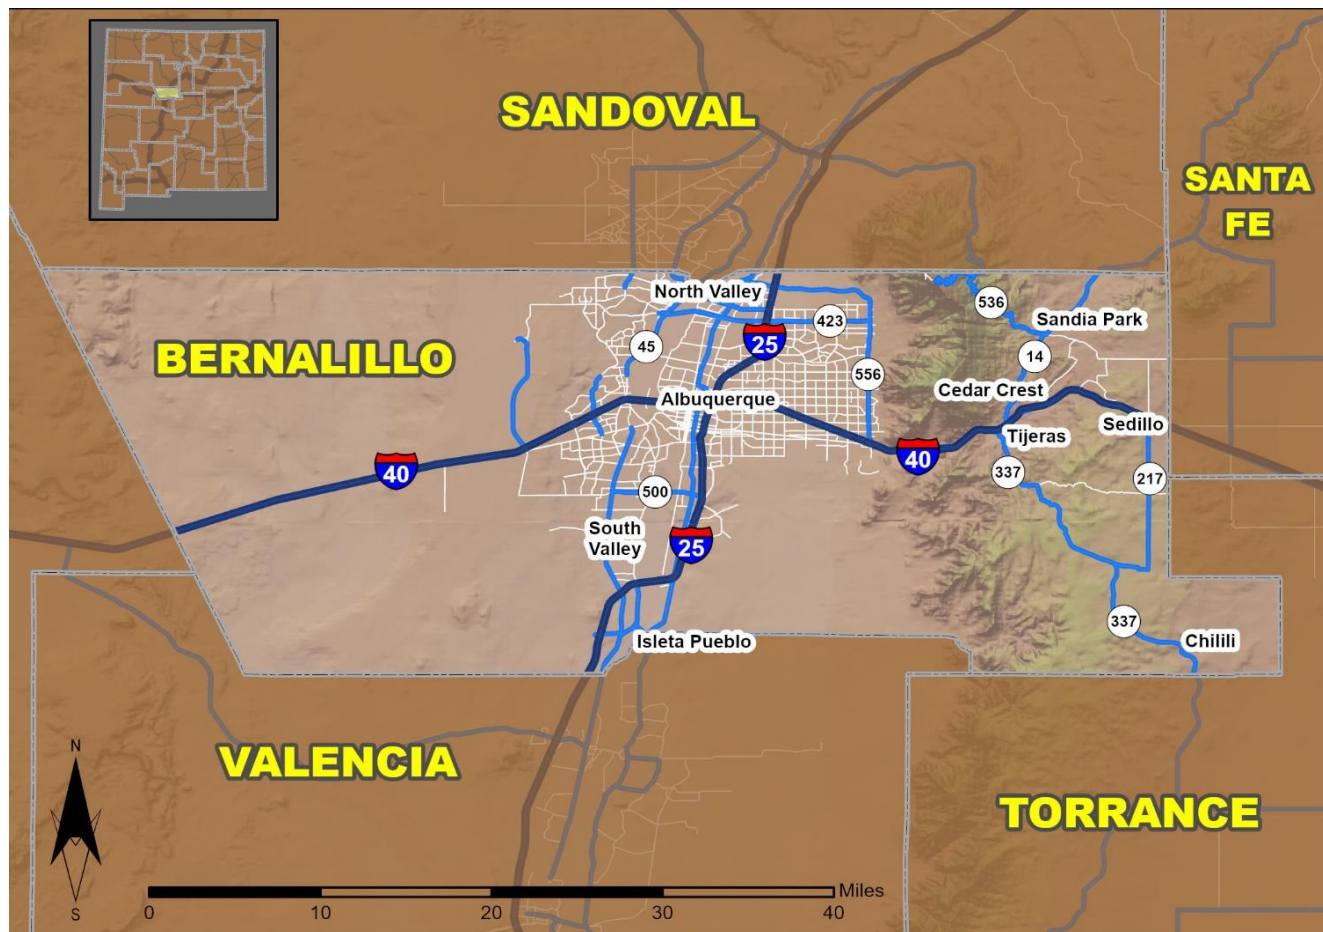 SANDOVAL
SANTA
FE
North Valley
536
Sandia Park
423
25
45
14
BERNALILLO
556
Cedar Crest
Albuquerque
Sedillo
Tijeras
40
40
337
217
500
South
Valley
25
337
Isleta Pueblo
Chilili
VALENCIA
TORRANCE
N
S
Miles
0 10 20 30 40